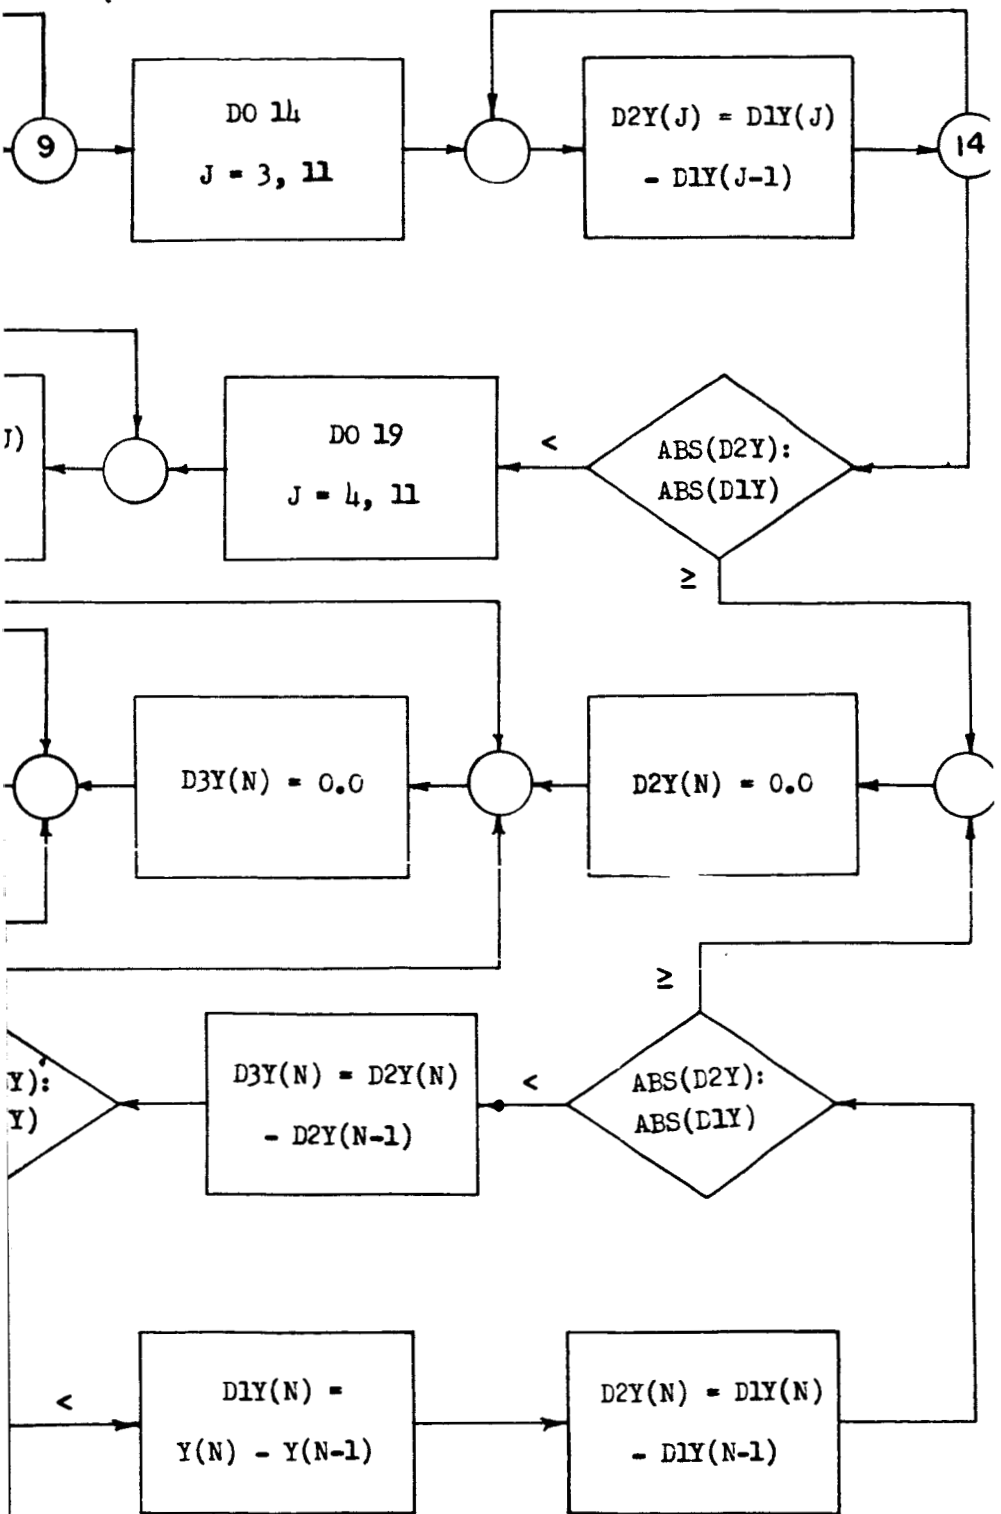 9
DO 14
J = 3, 11
D2Y(J) = D1Y(J)
- D1Y(J-1)
14
J)
DO 19
J = 4, 11
<
ABS(D2Y):
ABS(D1Y)
≥
D3Y(N) = 0.0
D2Y(N) = 0.0
≥
Y):
Y)
D3Y(N) = D2Y(N)
- D2Y(N-1)
<
ABS(D2Y):
ABS(D1Y)
<
D1Y(N) =
Y(N) - Y(N-1)
D2Y(N) = D1Y(N)
- D1Y(N-1)